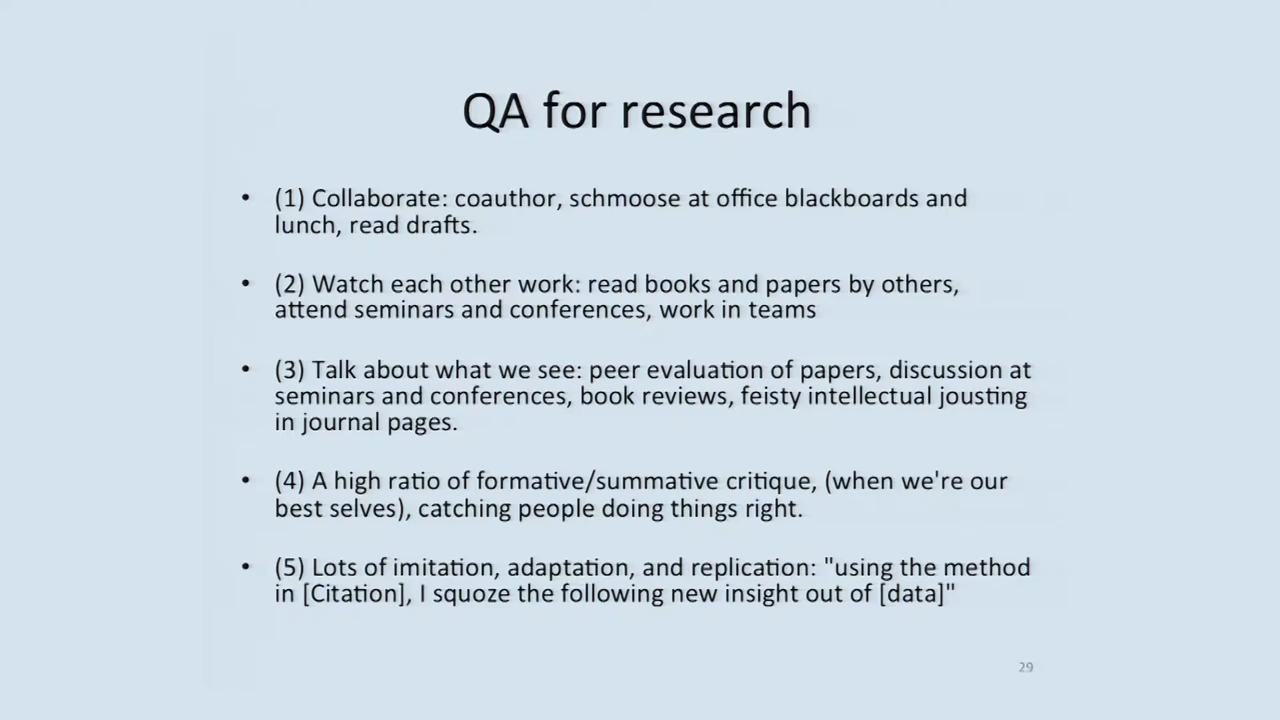 QA for research
• (1) Collaborate: coauthor, schmoose at office blackboards and
lunch, read drafts.
• (2) Watch each other work: read books and papers by others,
attend seminars and conferences, work in teams
• (3) Talk about what we see: peer evaluation of papers, discussion at
seminars and conferences, book reviews, feisty intellectual jousting
in journal pages.
• (4) A high ratio of formative/summative critique, (when we're our
best selves), catching people doing things right.
• (5) Lots of imitation, adaptation, and replication: "using the method
in [Citation], I squoze the following new insight out of [data]"
29